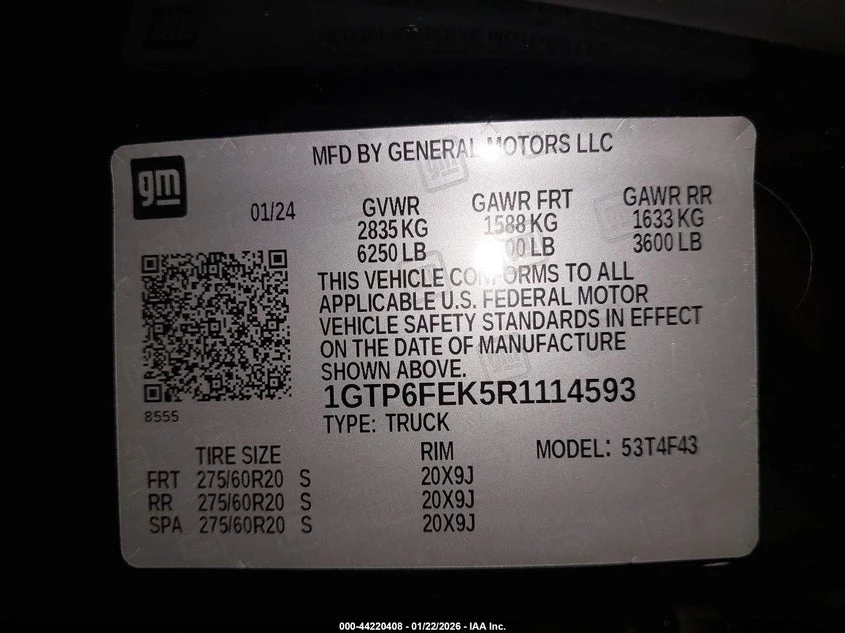 MFD BY GENERAL MOTORS LLC
gm
01/24
GVWR GAWR FRT GAWR RR
2835 KG 1588 KG 1633 KG
6250 LB LB 3600 LB
THIS VEHICLE CONFORMS TO ALL
APPLICABLE U.S. FEDERAL MOTOR
VEHICLE SAFETY STANDARDS IN EFFECT
ON THE DATE OF MANUFACTURE
SHOWN ABOVE.
1GTP6FEK5R1114593
8555
TYPE: TRUCK
TIRE SIZE RIM MODEL: 53T4F43
FRT 275/60R20 S 20X9J
RR 275/60R20 S 20X9J
SPA 275/60R20 S 20X9J
000-44220408 - 01/22/2026 - IAA Inc.